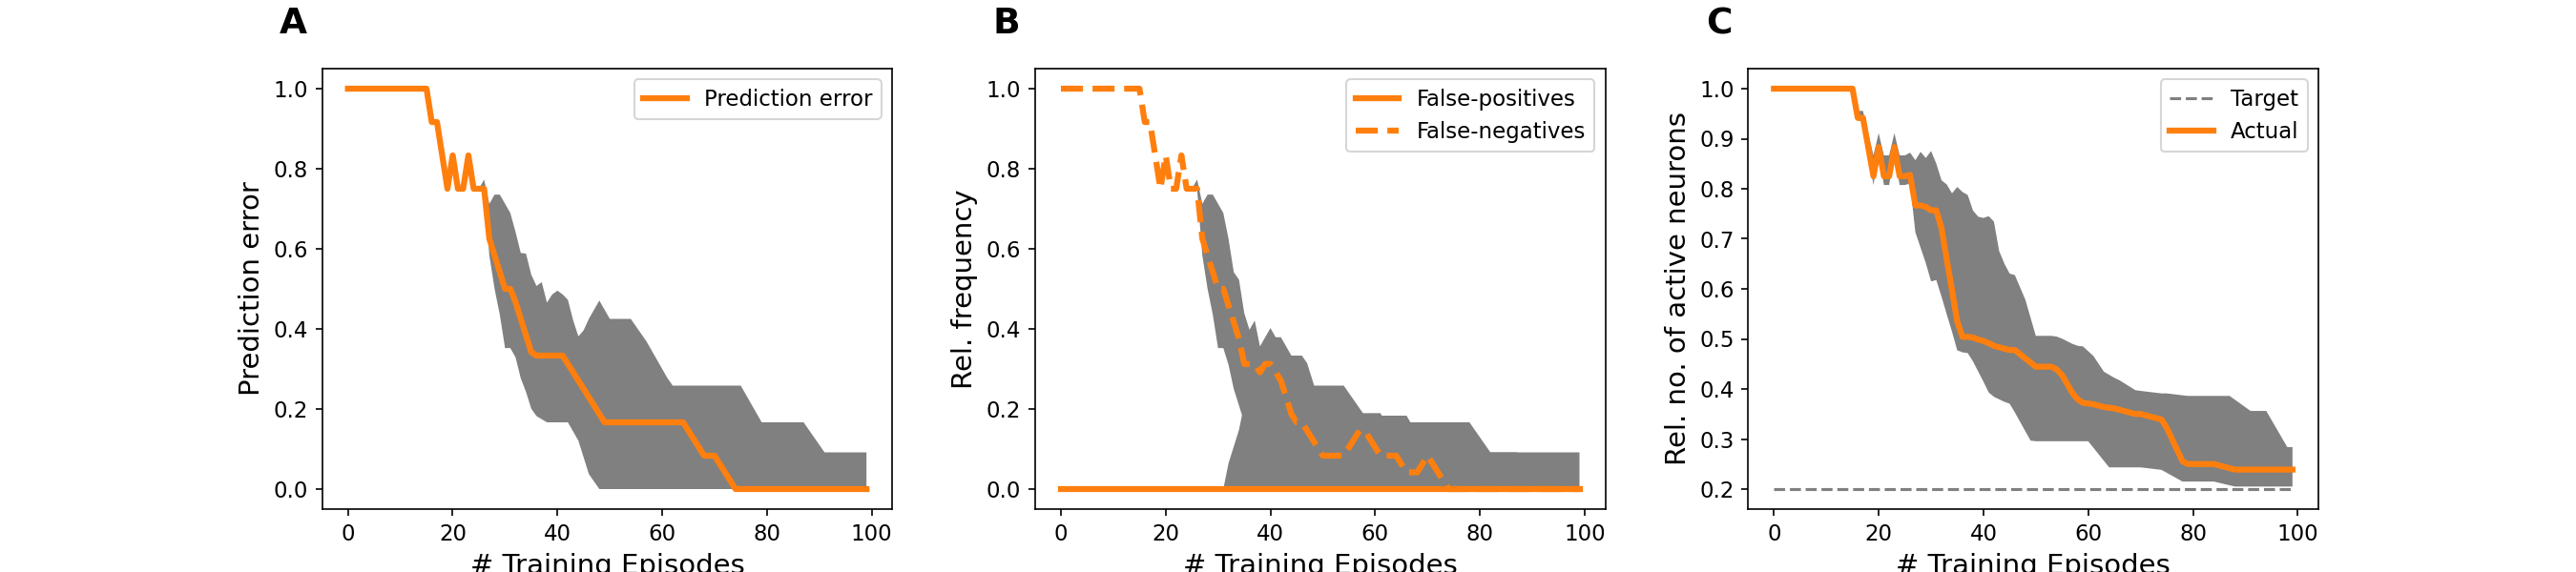 A
Prediction error
1.0
0.8
0.6
0.4
0.2
0.0
Prediction error
0
20
40
60
80
100
# Training Episodes
B
False-positives
False-negatives
1.0
0.8
0.6
0.4
0.2
0.0
Rel. frequency
0
20
40
60
80
100
# Training Episodes
C
Target
Actual
1.0
0.9
0.8
0.7
0.6
0.5
0.4
0.3
0.2
Rel. no. of active neurons
0
20
40
60
80
100
# Training Episodes